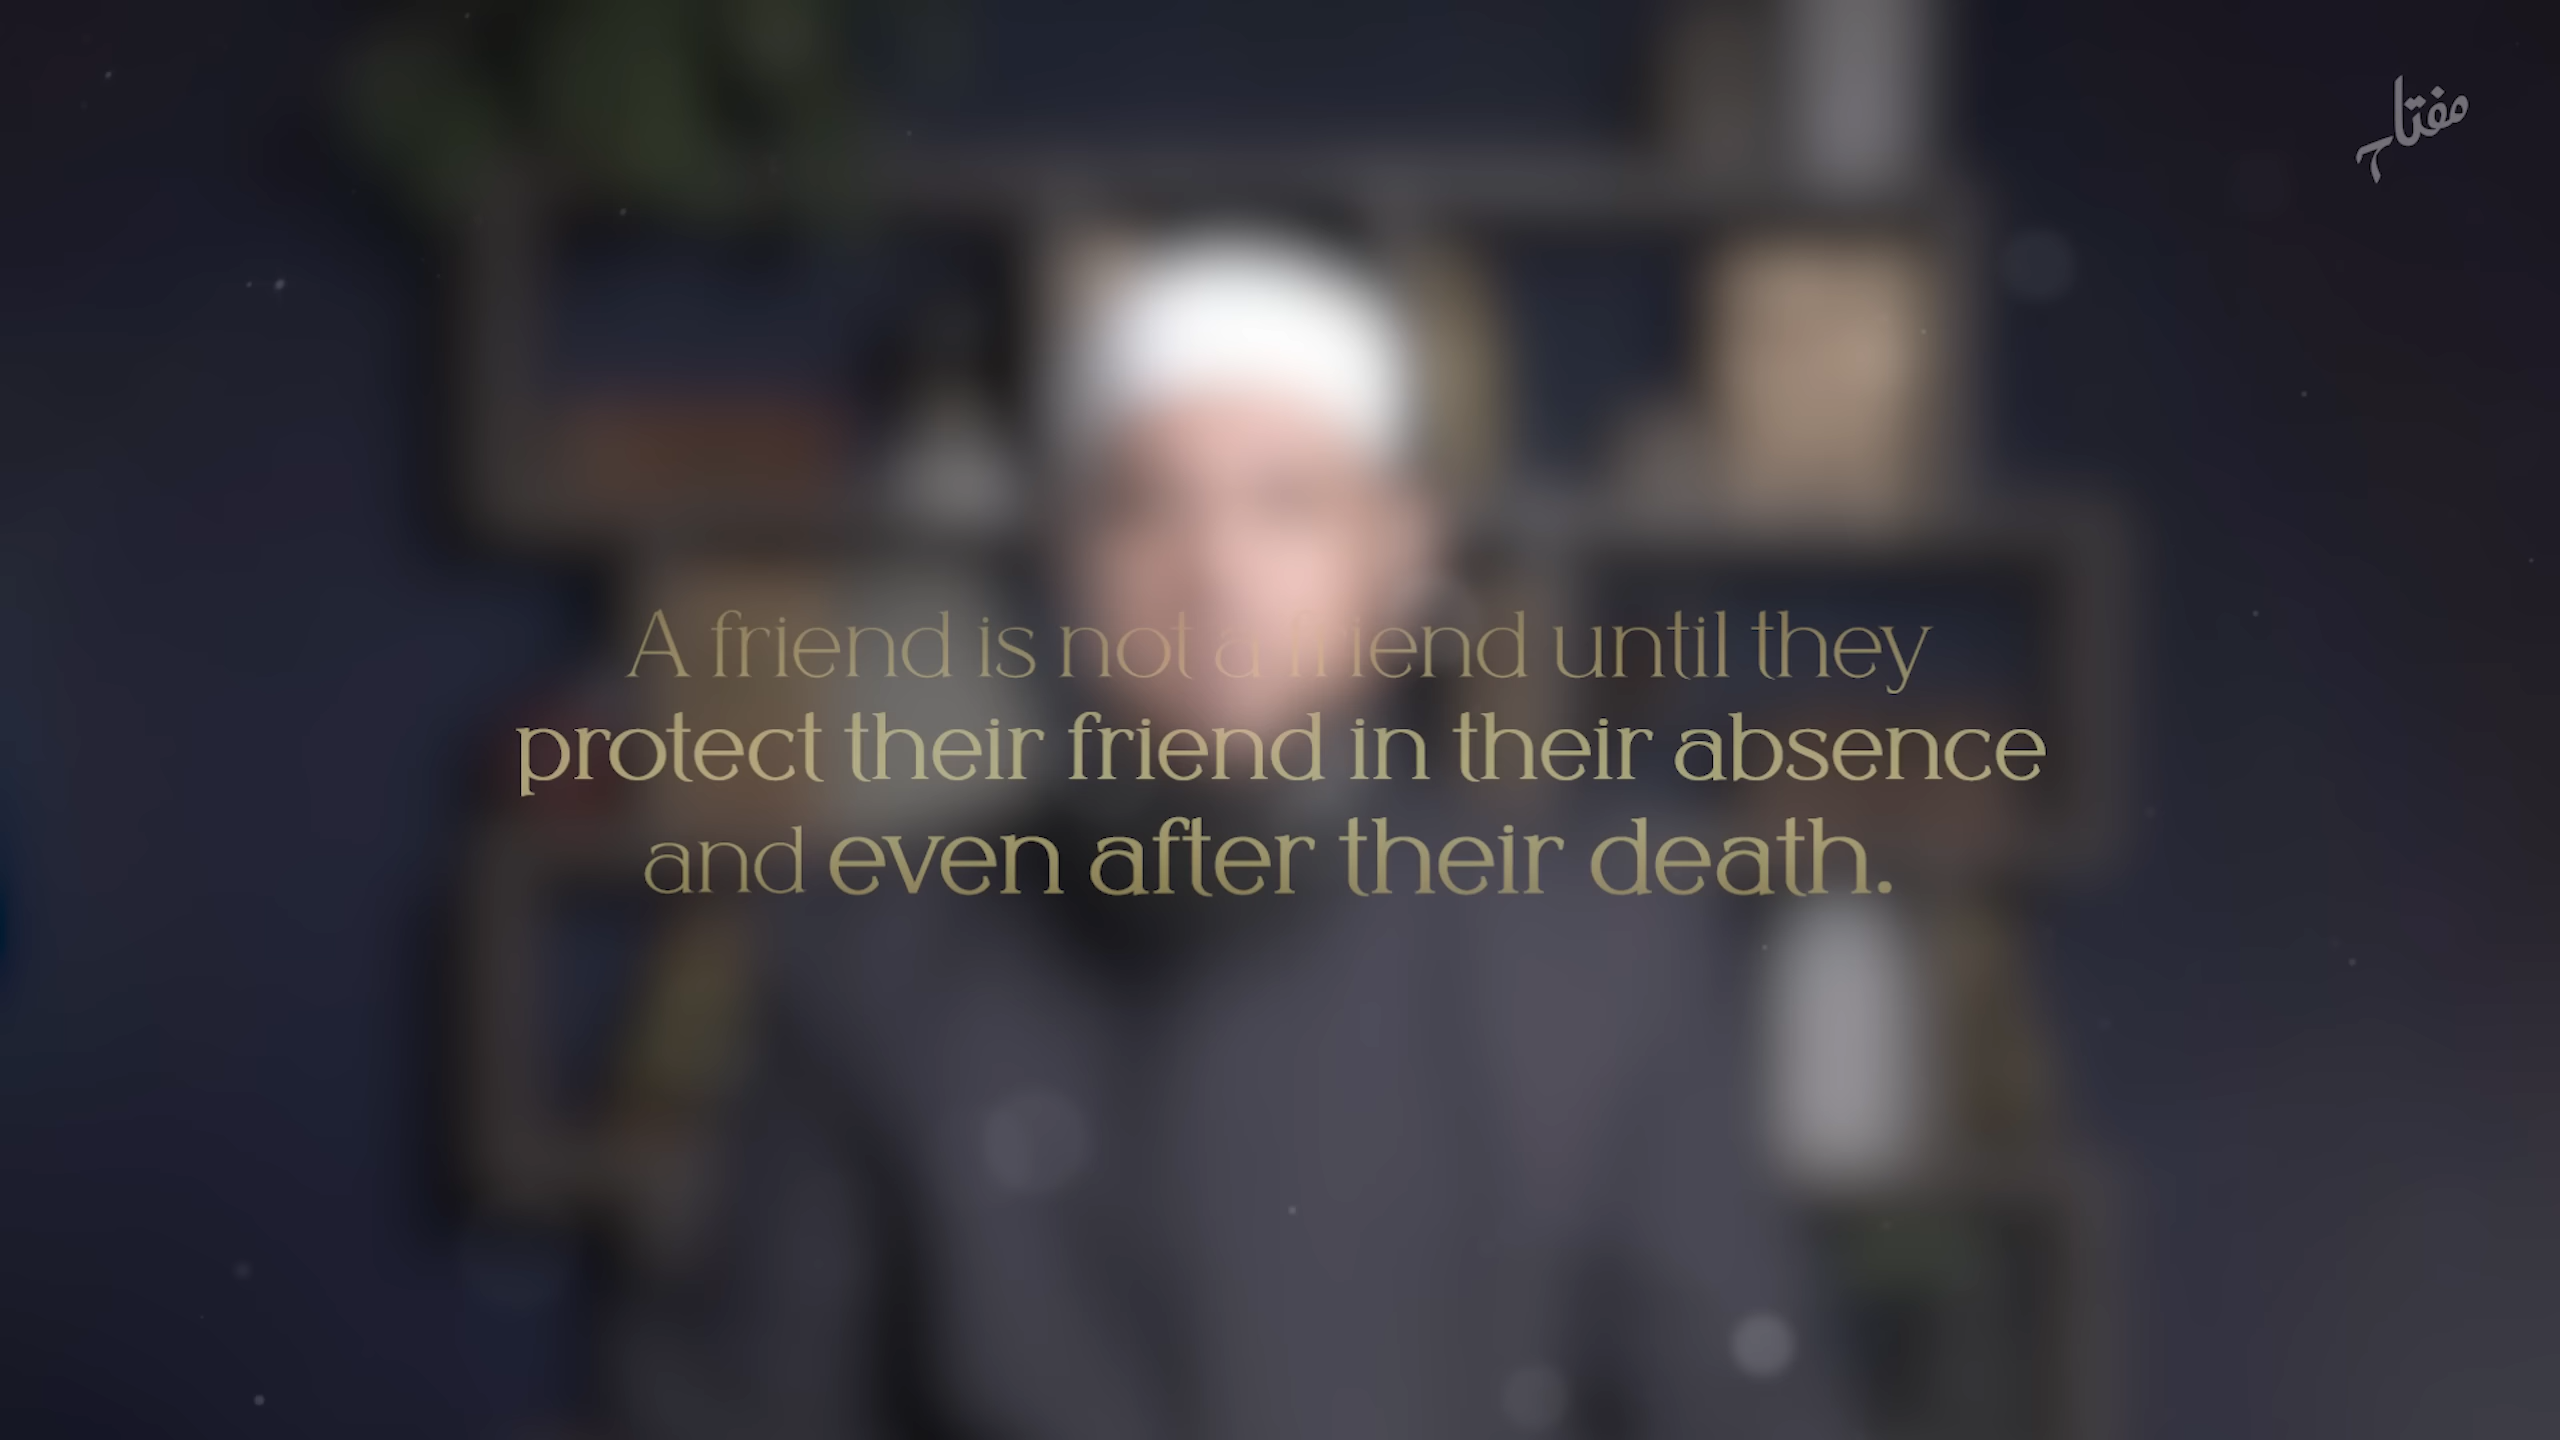 مفتاح
A friend is not a friend until they
protect their friend in their absence
and even after their death.